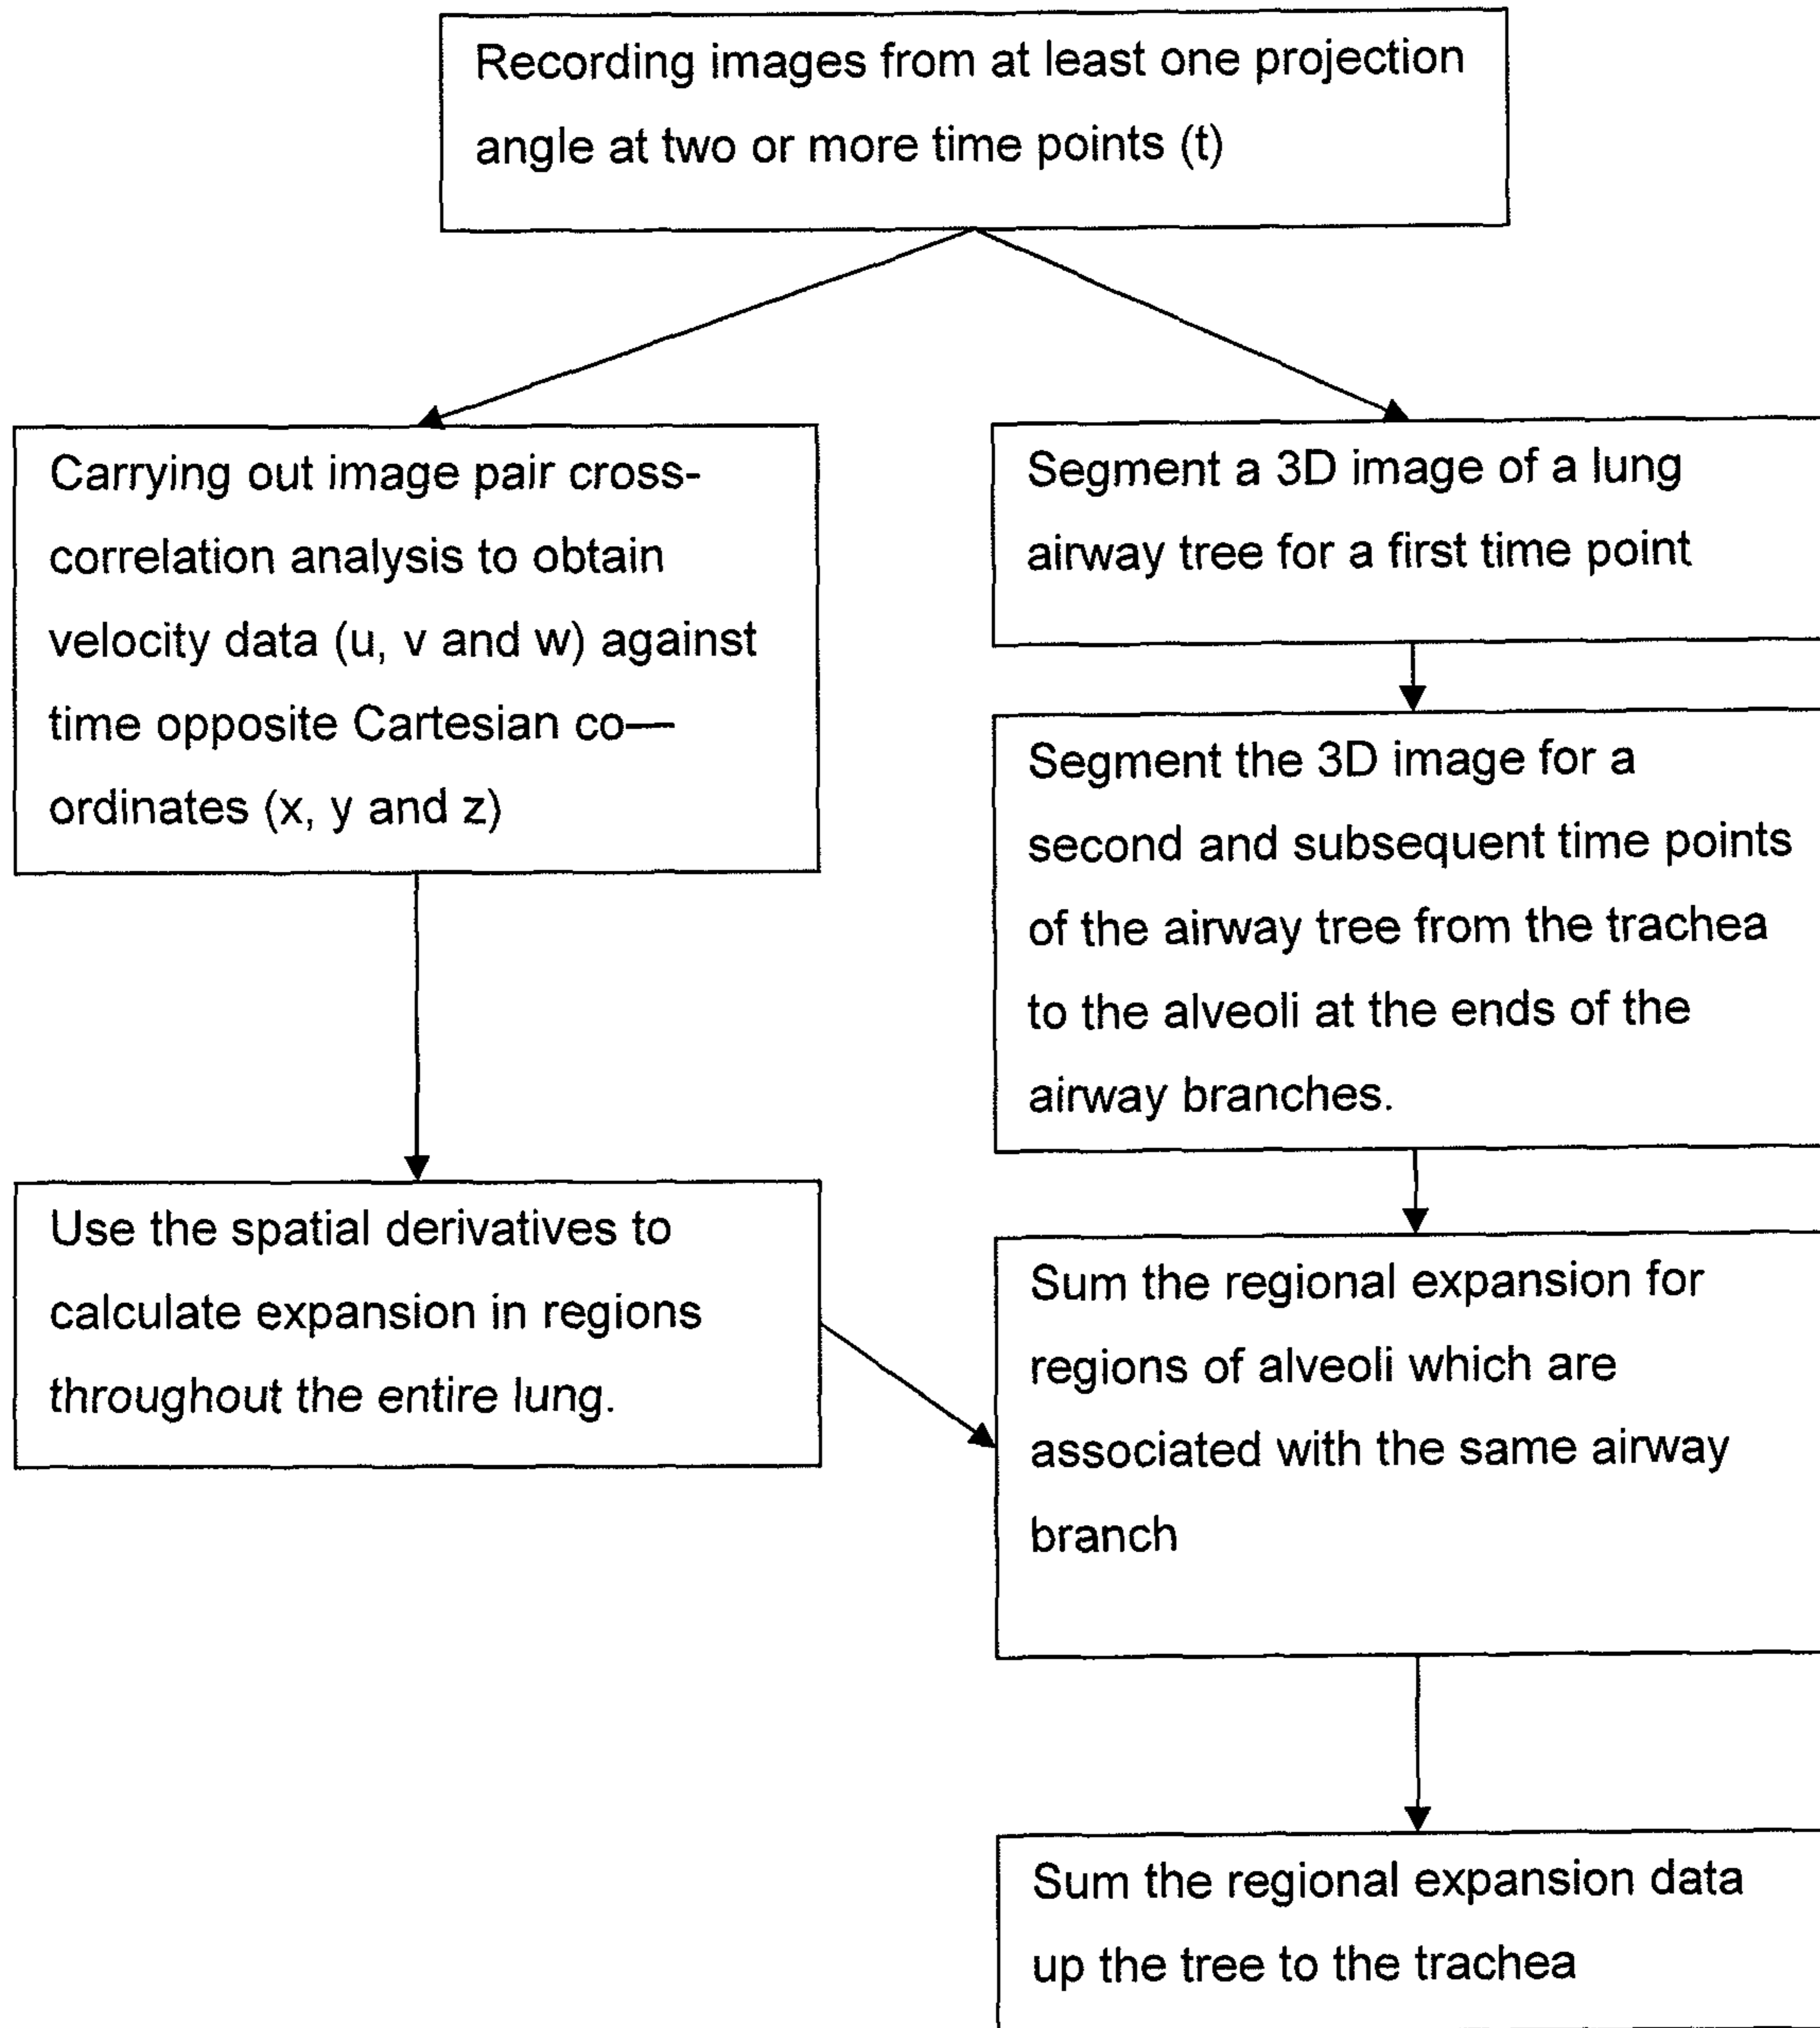 Recording images from at least one projection
angle at two or more time points (t)
Carrying out image pair cross-
correlation analysis to obtain
velocity data (u, v and w) against
time opposite Cartesian co—
ordinates (x, y and z)
Use the spatial derivatives to
calculate expansion in regions
throughout the entire lung.
Segment a 3D image of a lung
airway tree for a first time point
Segment the 3D image for a
second and subsequent time points
of the airway tree from the trachea
to the alveoli at the ends of the
airway branches.
Sum the regional expansion for
regions of alveoli which are
associated with the same airway
branch
Sum the regional expansion data
up the tree to the trachea